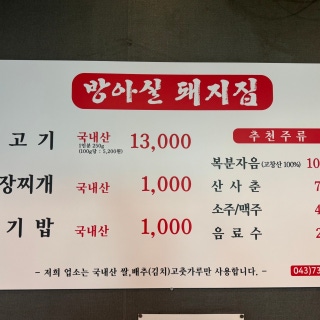 방아실 돼지집
고기 국내산 13,000
1인분 250g
(100g당 : 5,200원)
장찌개 국내산 1,000
기밥 국내산 1,000
추천주류
복분자음 (고창산 100%) 10
산사춘 7
소주/맥주 4
음료수 2
- 저희 업소는 국내산 쌀,배추(김치)고춧가루만 사용합니다. -
043)73